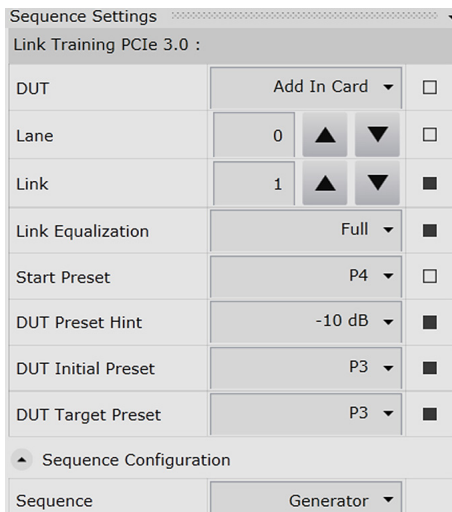 Sequence Settings
Link Training PCIe 3.0 :
DUT Add In Card
Lane 0
Link 1
Link Equalization Full
Start Preset P4
DUT Preset Hint -10 dB
DUT Initial Preset P3
DUT Target Preset P3
Sequence Configuration
Sequence Generator